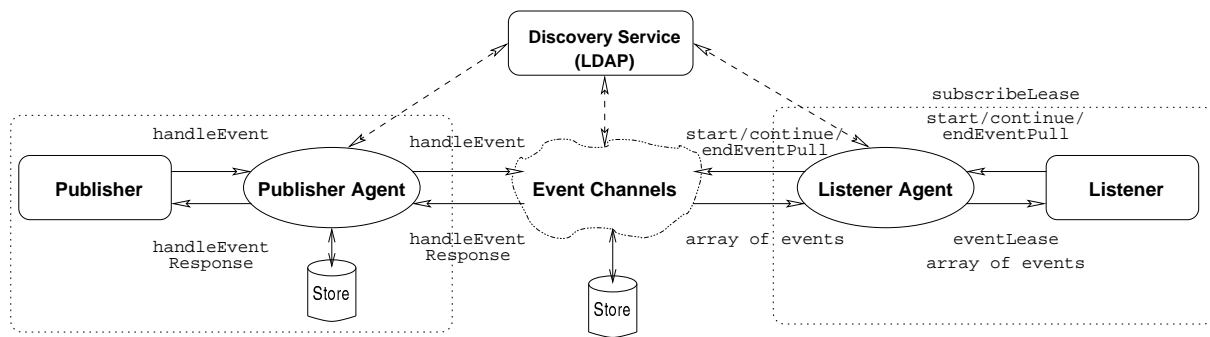 Discovery Service
(LDAP)
subscribeLease
start/continue/
endEventPull
handleEvent
handleEvent
start/continue/
endEventPull
Publisher
Publisher Agent
Event Channels
Listener Agent
Listener
handleEvent
Response
handleEvent
Response
array of events
eventLease
array of events
Store
Store